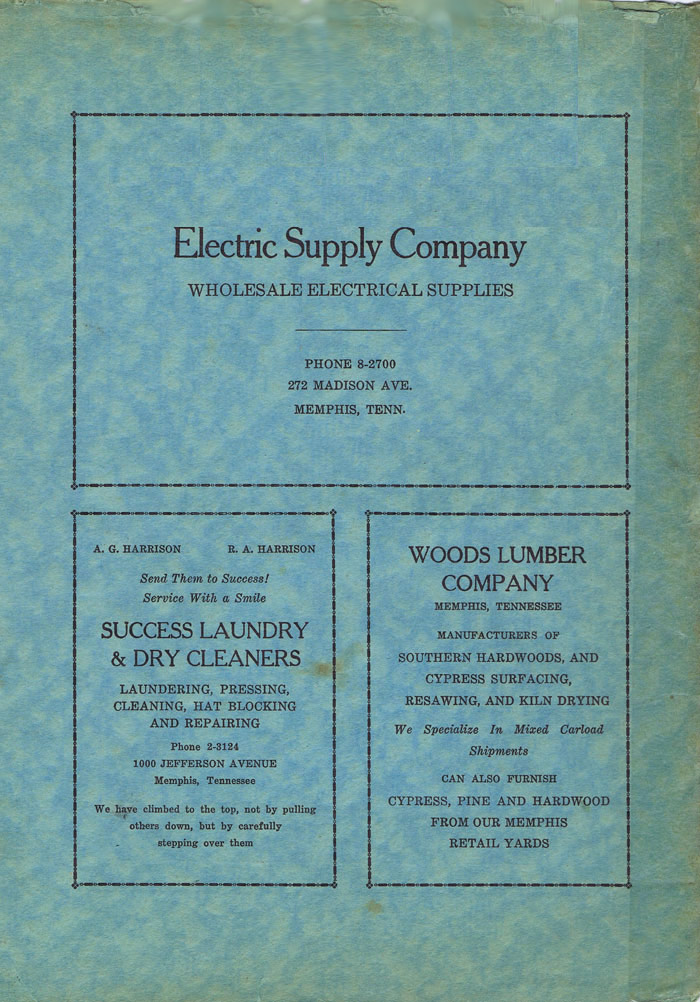 Electric Supply Company
WHOLESALE ELECTRICAL SUPPLIES
PHONE 8-2700
272 MADISON AVE.
MEMPHIS, TENN.
A. G. HARRISON R. A. HARRISON
Send Them to Success!
Service With a Smile
SUCCESS LAUNDRY
& DRY CLEANERS
LAUNDERING, PRESSING,
CLEANING, HAT BLOCKING
AND REPAIRING
Phone 2-3124
1000 JEFFERSON AVENUE
Memphis, Tennessee
We have climbed to the top, not by pulling
others down, but by carefully
stepping over them
WOODS LUMBER
COMPANY
MEMPHIS, TENNESSEE
MANUFACTURERS OF
SOUTHERN HARDWOODS, AND
CYPRESS SURFACING,
RESAWING, AND KILN DRYING
We Specialize In Mixed Carload
Shipments
CAN ALSO FURNISH
CYPRESS, PINE AND HARDWOOD
FROM OUR MEMPHIS
RETAIL YARDS